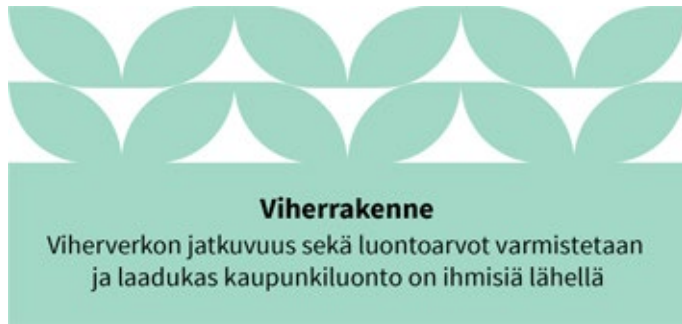 Viherrakenne
Viherverkon jatkuvuus sekä luontoarvot varmistetaan
ja laadukas kaupunkiluonto on ihmisiä lähellä